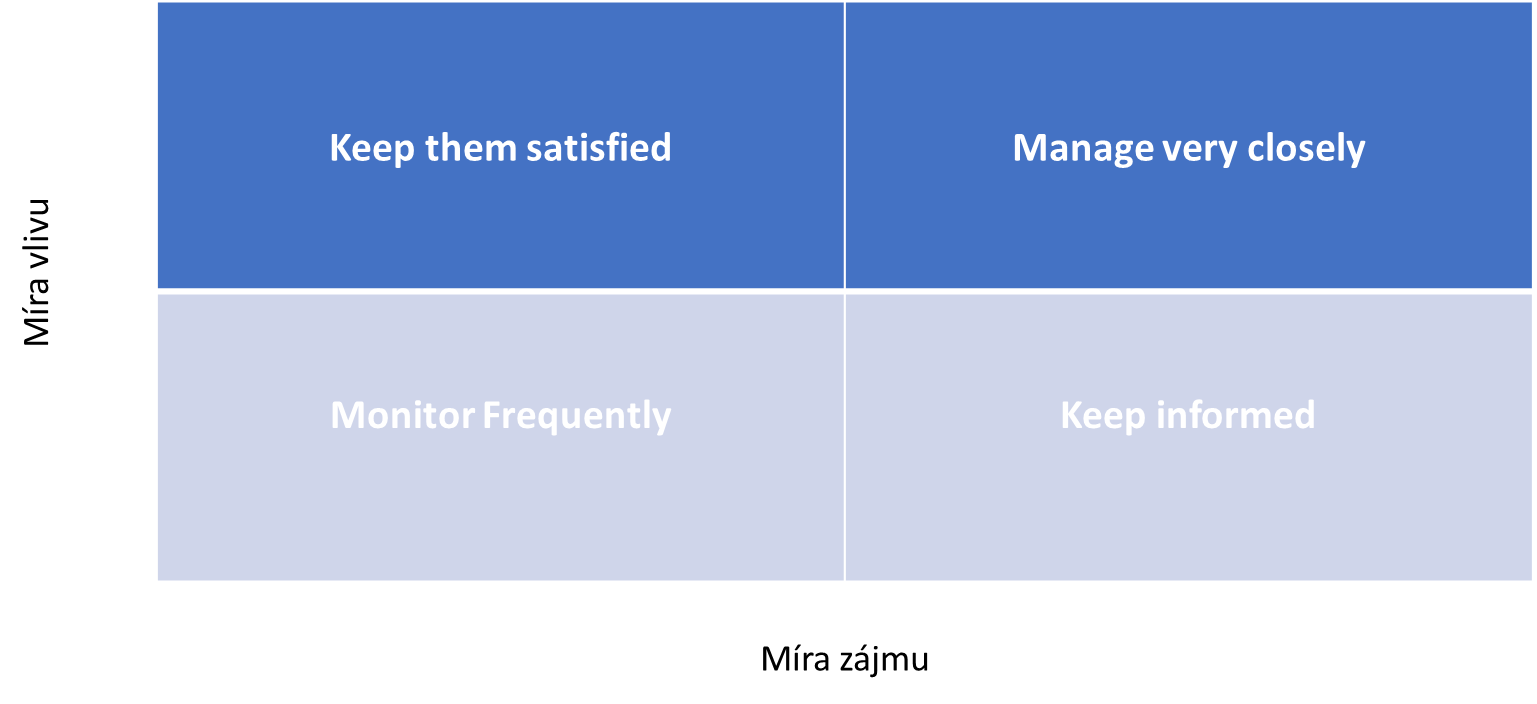 Keep them satisfied
Manage very closely
Míra vlivu
Monitor Frequently
Keep informed
Míra zájmu